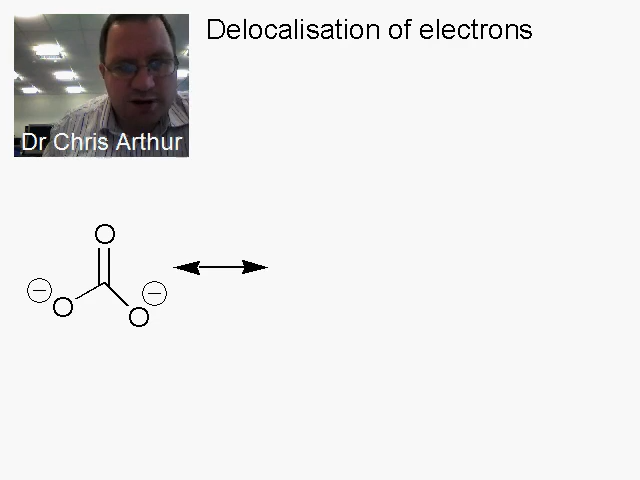 Delocalisation of electrons
Dr Chris Arthur
O
− −
O
O